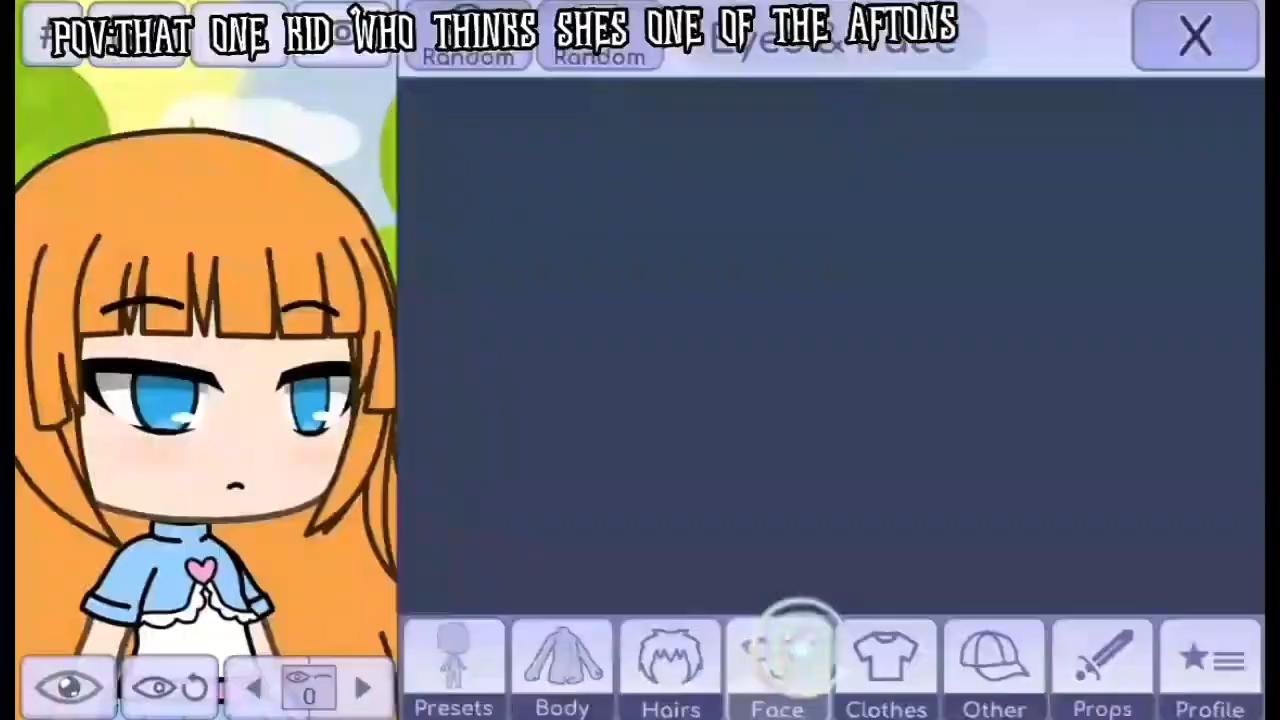 POV:THAT ONE KID WHO THINKS SHES ONE OF THE AFTONS
Random
Random
X
0
Presets
Body
Hairs
Face
Clothes
Other
Props
Profile